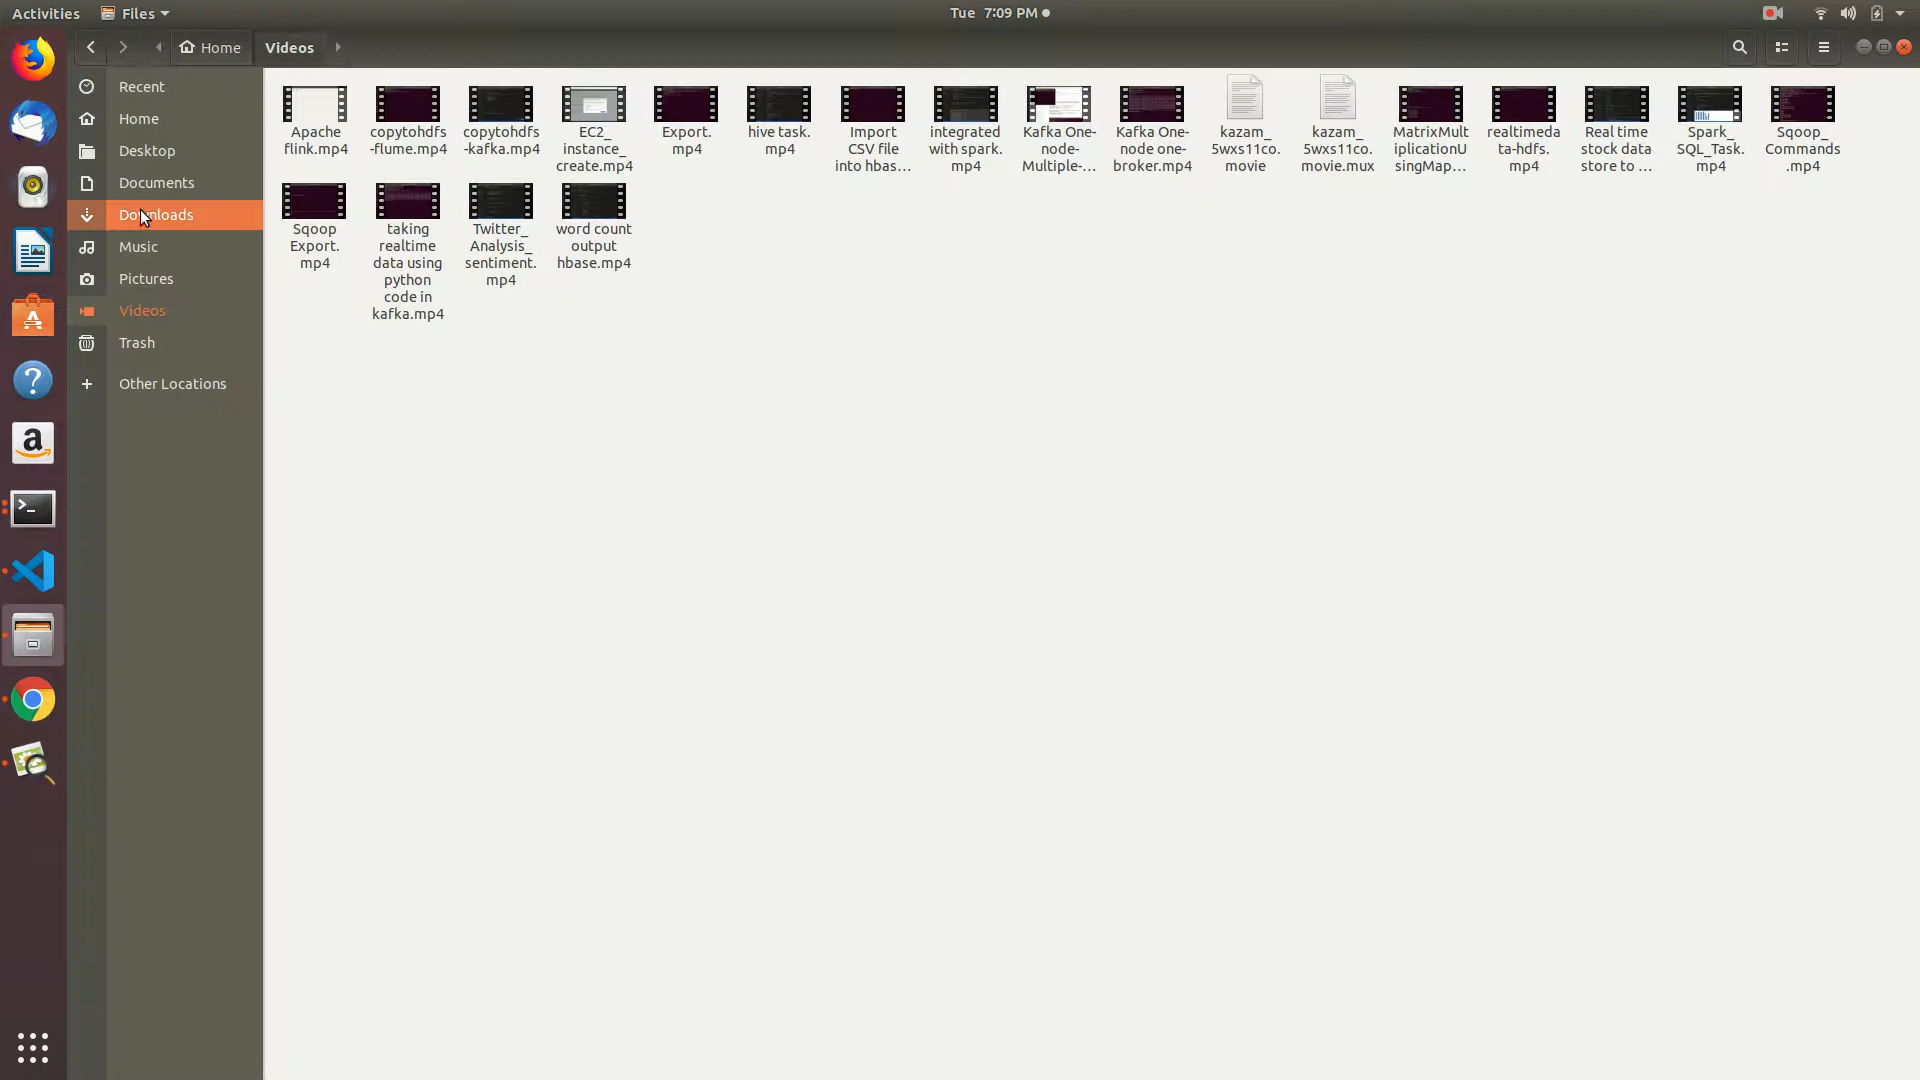 Activities
Files
Tue 7:09 PM
Home
Videos
Recent
Home
Desktop
Documents
Downloads
Music
Pictures
Videos
Trash
Other Locations
Apache
flink.mp4
copytohdfs
-flume.mp4
copytohdfs
-kafka.mp4
EC2_
instance_
create.mp4
Export.
mp4
hive task.
mp4
Import
CSV file
into hbas...
integrated
with spark.
mp4
Kafka One-
node-
Multiple-...
Kafka One-
node one-
broker.mp4
kazam_
5wxs11co.
movie
kazam_
5wxs11co.
movie.mux
MatrixMult
iplicationU
singMap...
realtimeda
ta-hdfs.
mp4
Real time
stock data
store to ...
Spark_
SQL_Task.
mp4
Sqoop_
Commands
.mp4
Sqoop
Export.
mp4
taking
realtime
data using
python
code in
kafka.mp4
Twitter_
Analysis_
sentiment.
mp4
word count
output
hbase.mp4